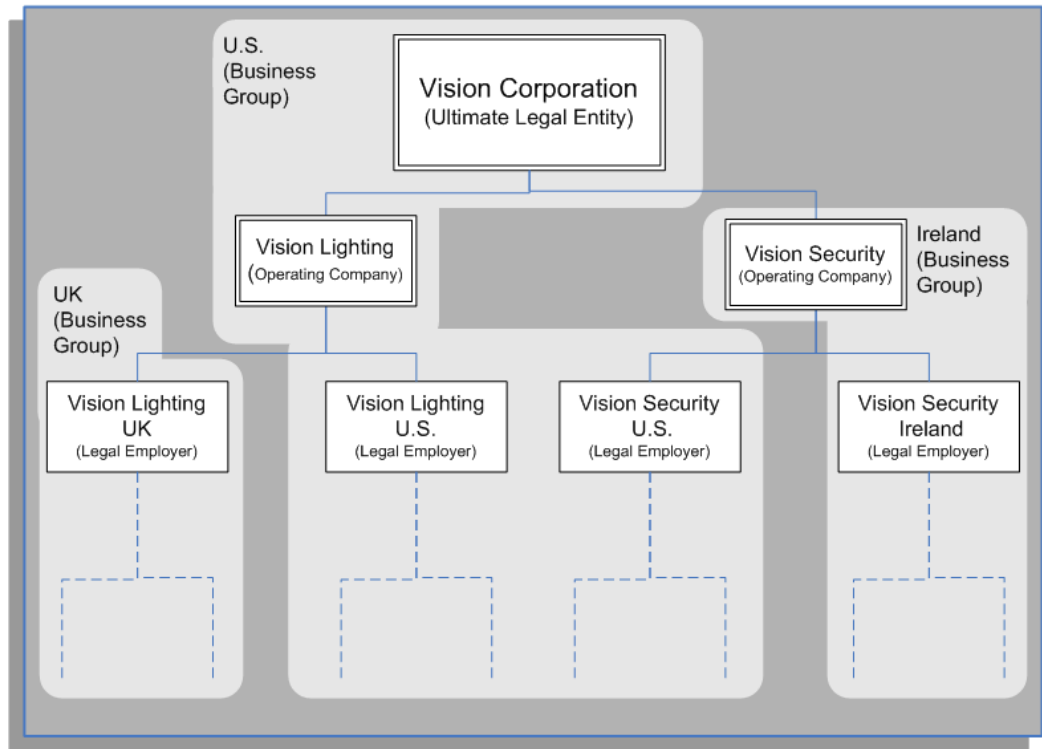 U.S.
(Business
Group)
Vision Corporation
(Ultimate Legal Entity)
Vision Lighting
(Operating Company)
Vision Security
(Operating Company)
Ireland
(Business
Group)
UK
(Business
Group)
Vision Lighting
UK
(Legal Employer)
Vision Lighting
U.S.
(Legal Employer)
Vision Security
U.S.
(Legal Employer)
Vision Security
Ireland
(Legal Employer)